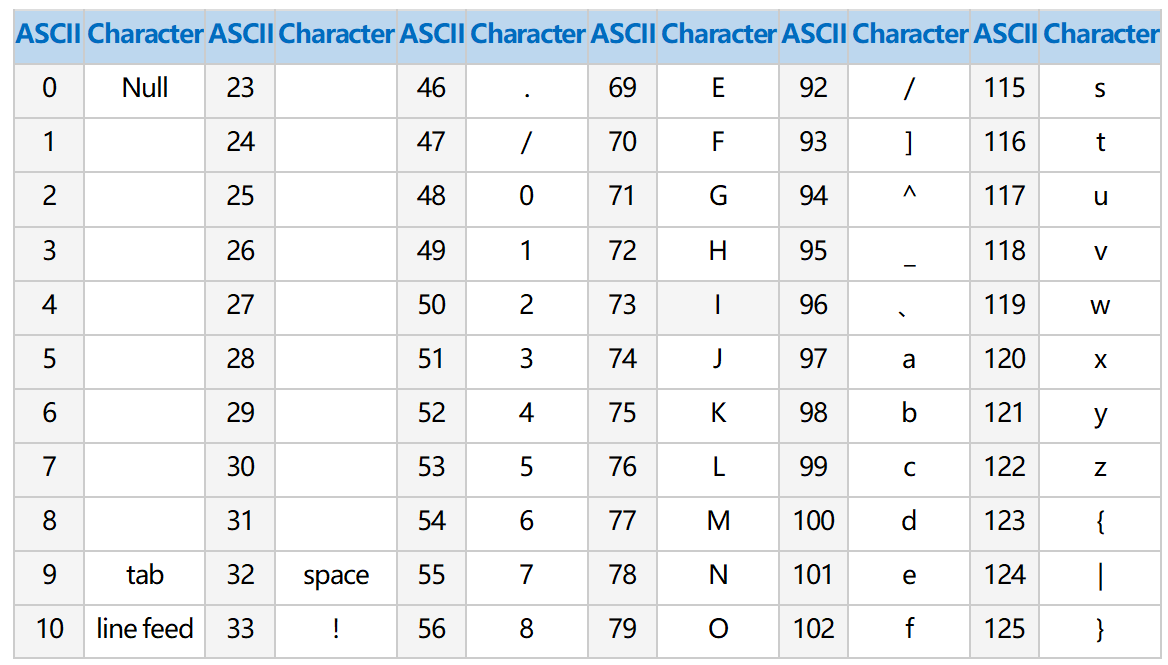 ASCII Character ASCII Character ASCII Character ASCII Character ASCII Character ASCII Character
0 Null 23 46 . 69 E 92 / 115 s
1 24 47 / 70 F 93 ] 116 t
2 25 48 0 71 G 94 ^ 117 u
3 26 49 1 72 H 95 _ 118 v
4 27 50 2 73 I 96 、 119 w
5 28 51 3 74 J 97 a 120 x
6 29 52 4 75 K 98 b 121 y
7 30 53 5 76 L 99 c 122 z
8 31 54 6 77 M 100 d 123 {
9 tab 32 space 55 7 78 N 101 e 124 |
10 line feed 33 ! 56 8 79 O 102 f 125 }